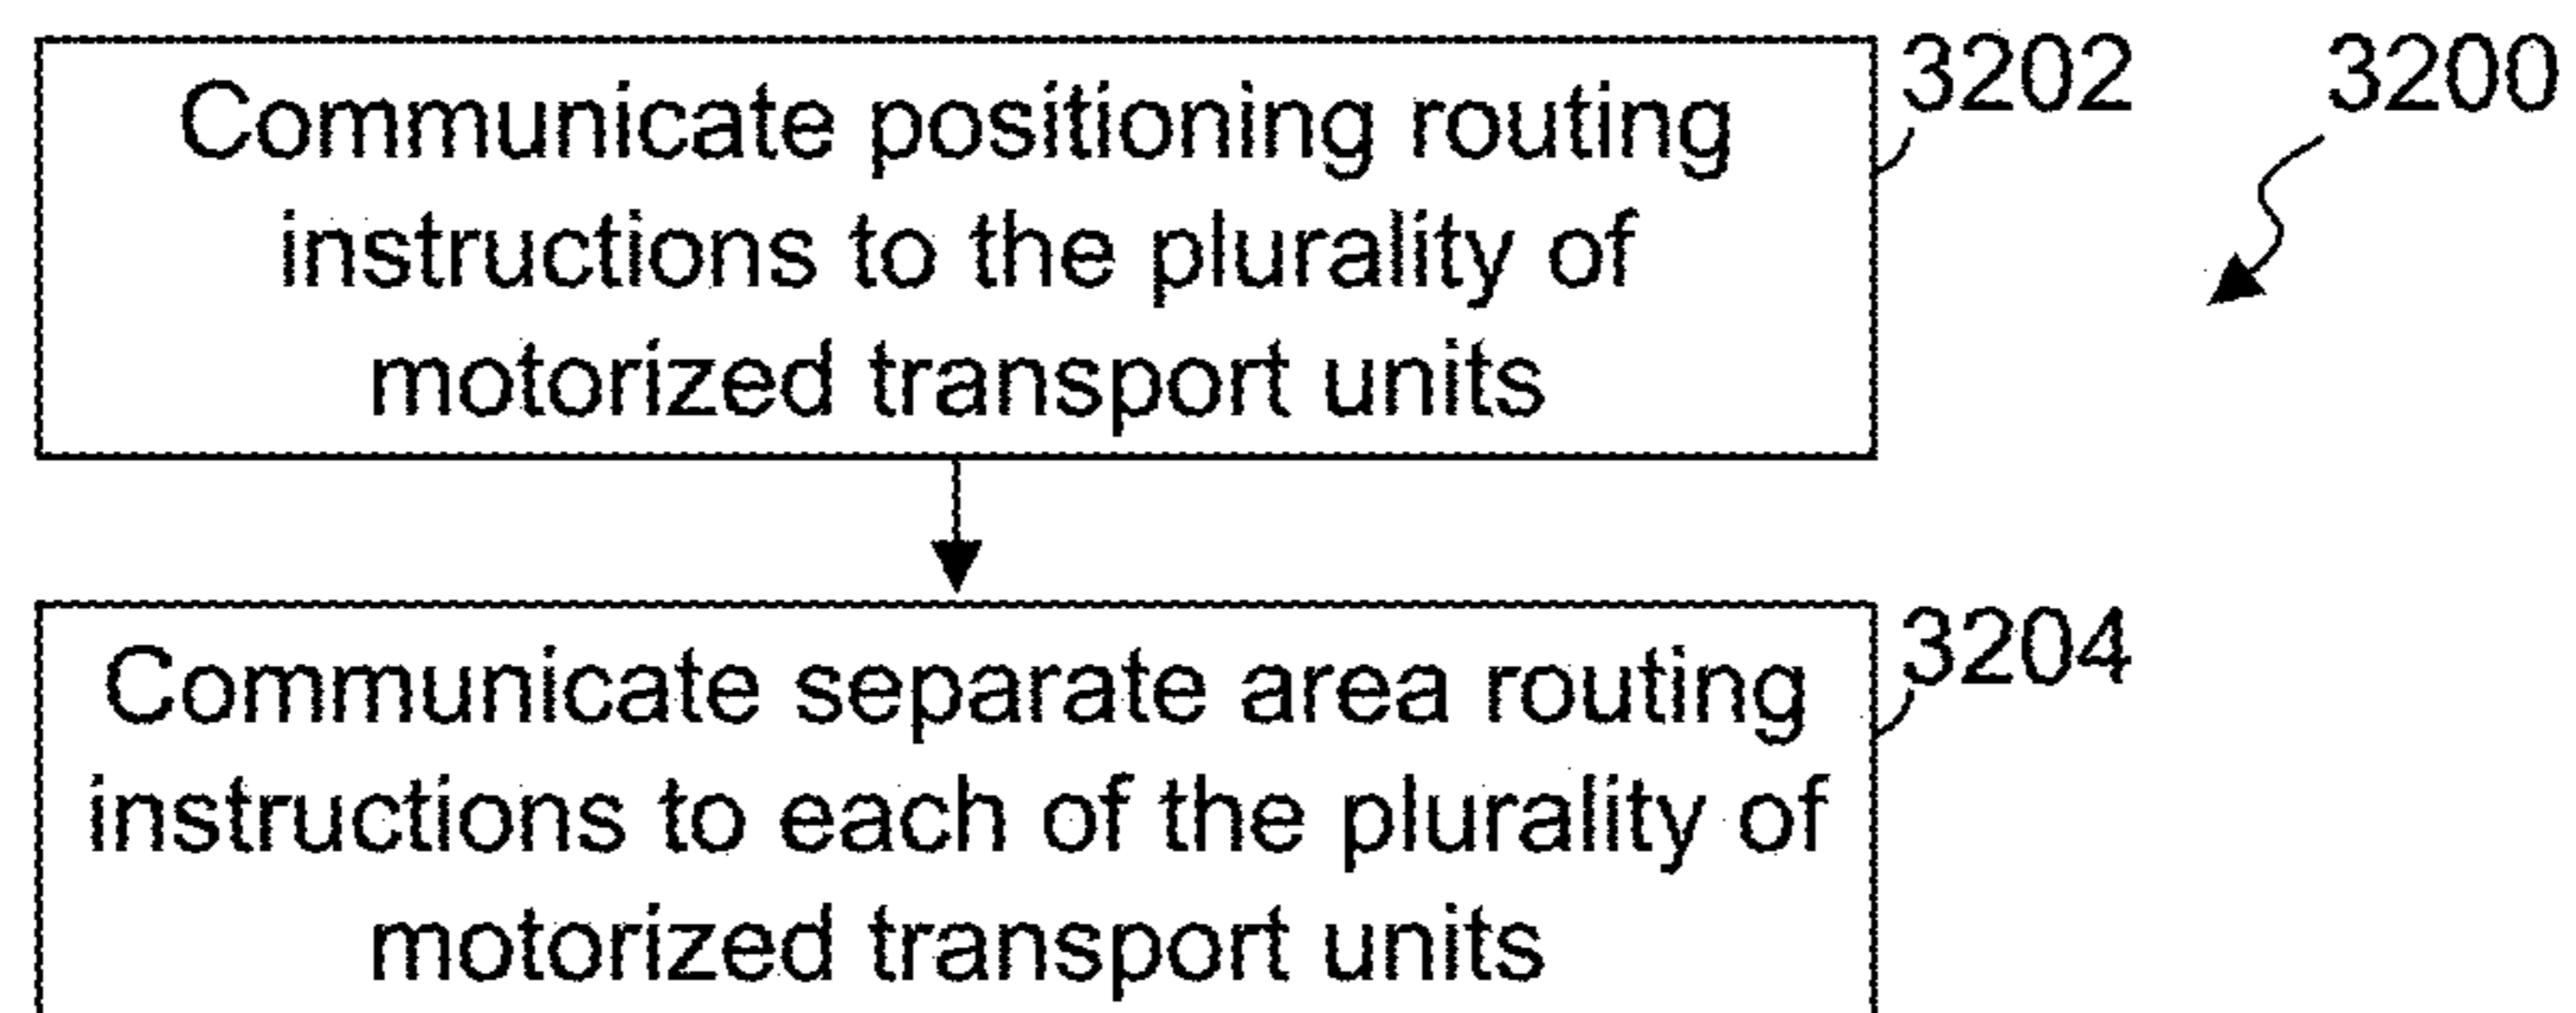 Communicate positioning routing
instructions to the plurality of
motorized transport units
3202
3200
Communicate separate area routing
instructions to each of the plurality of
motorized transport units
3204